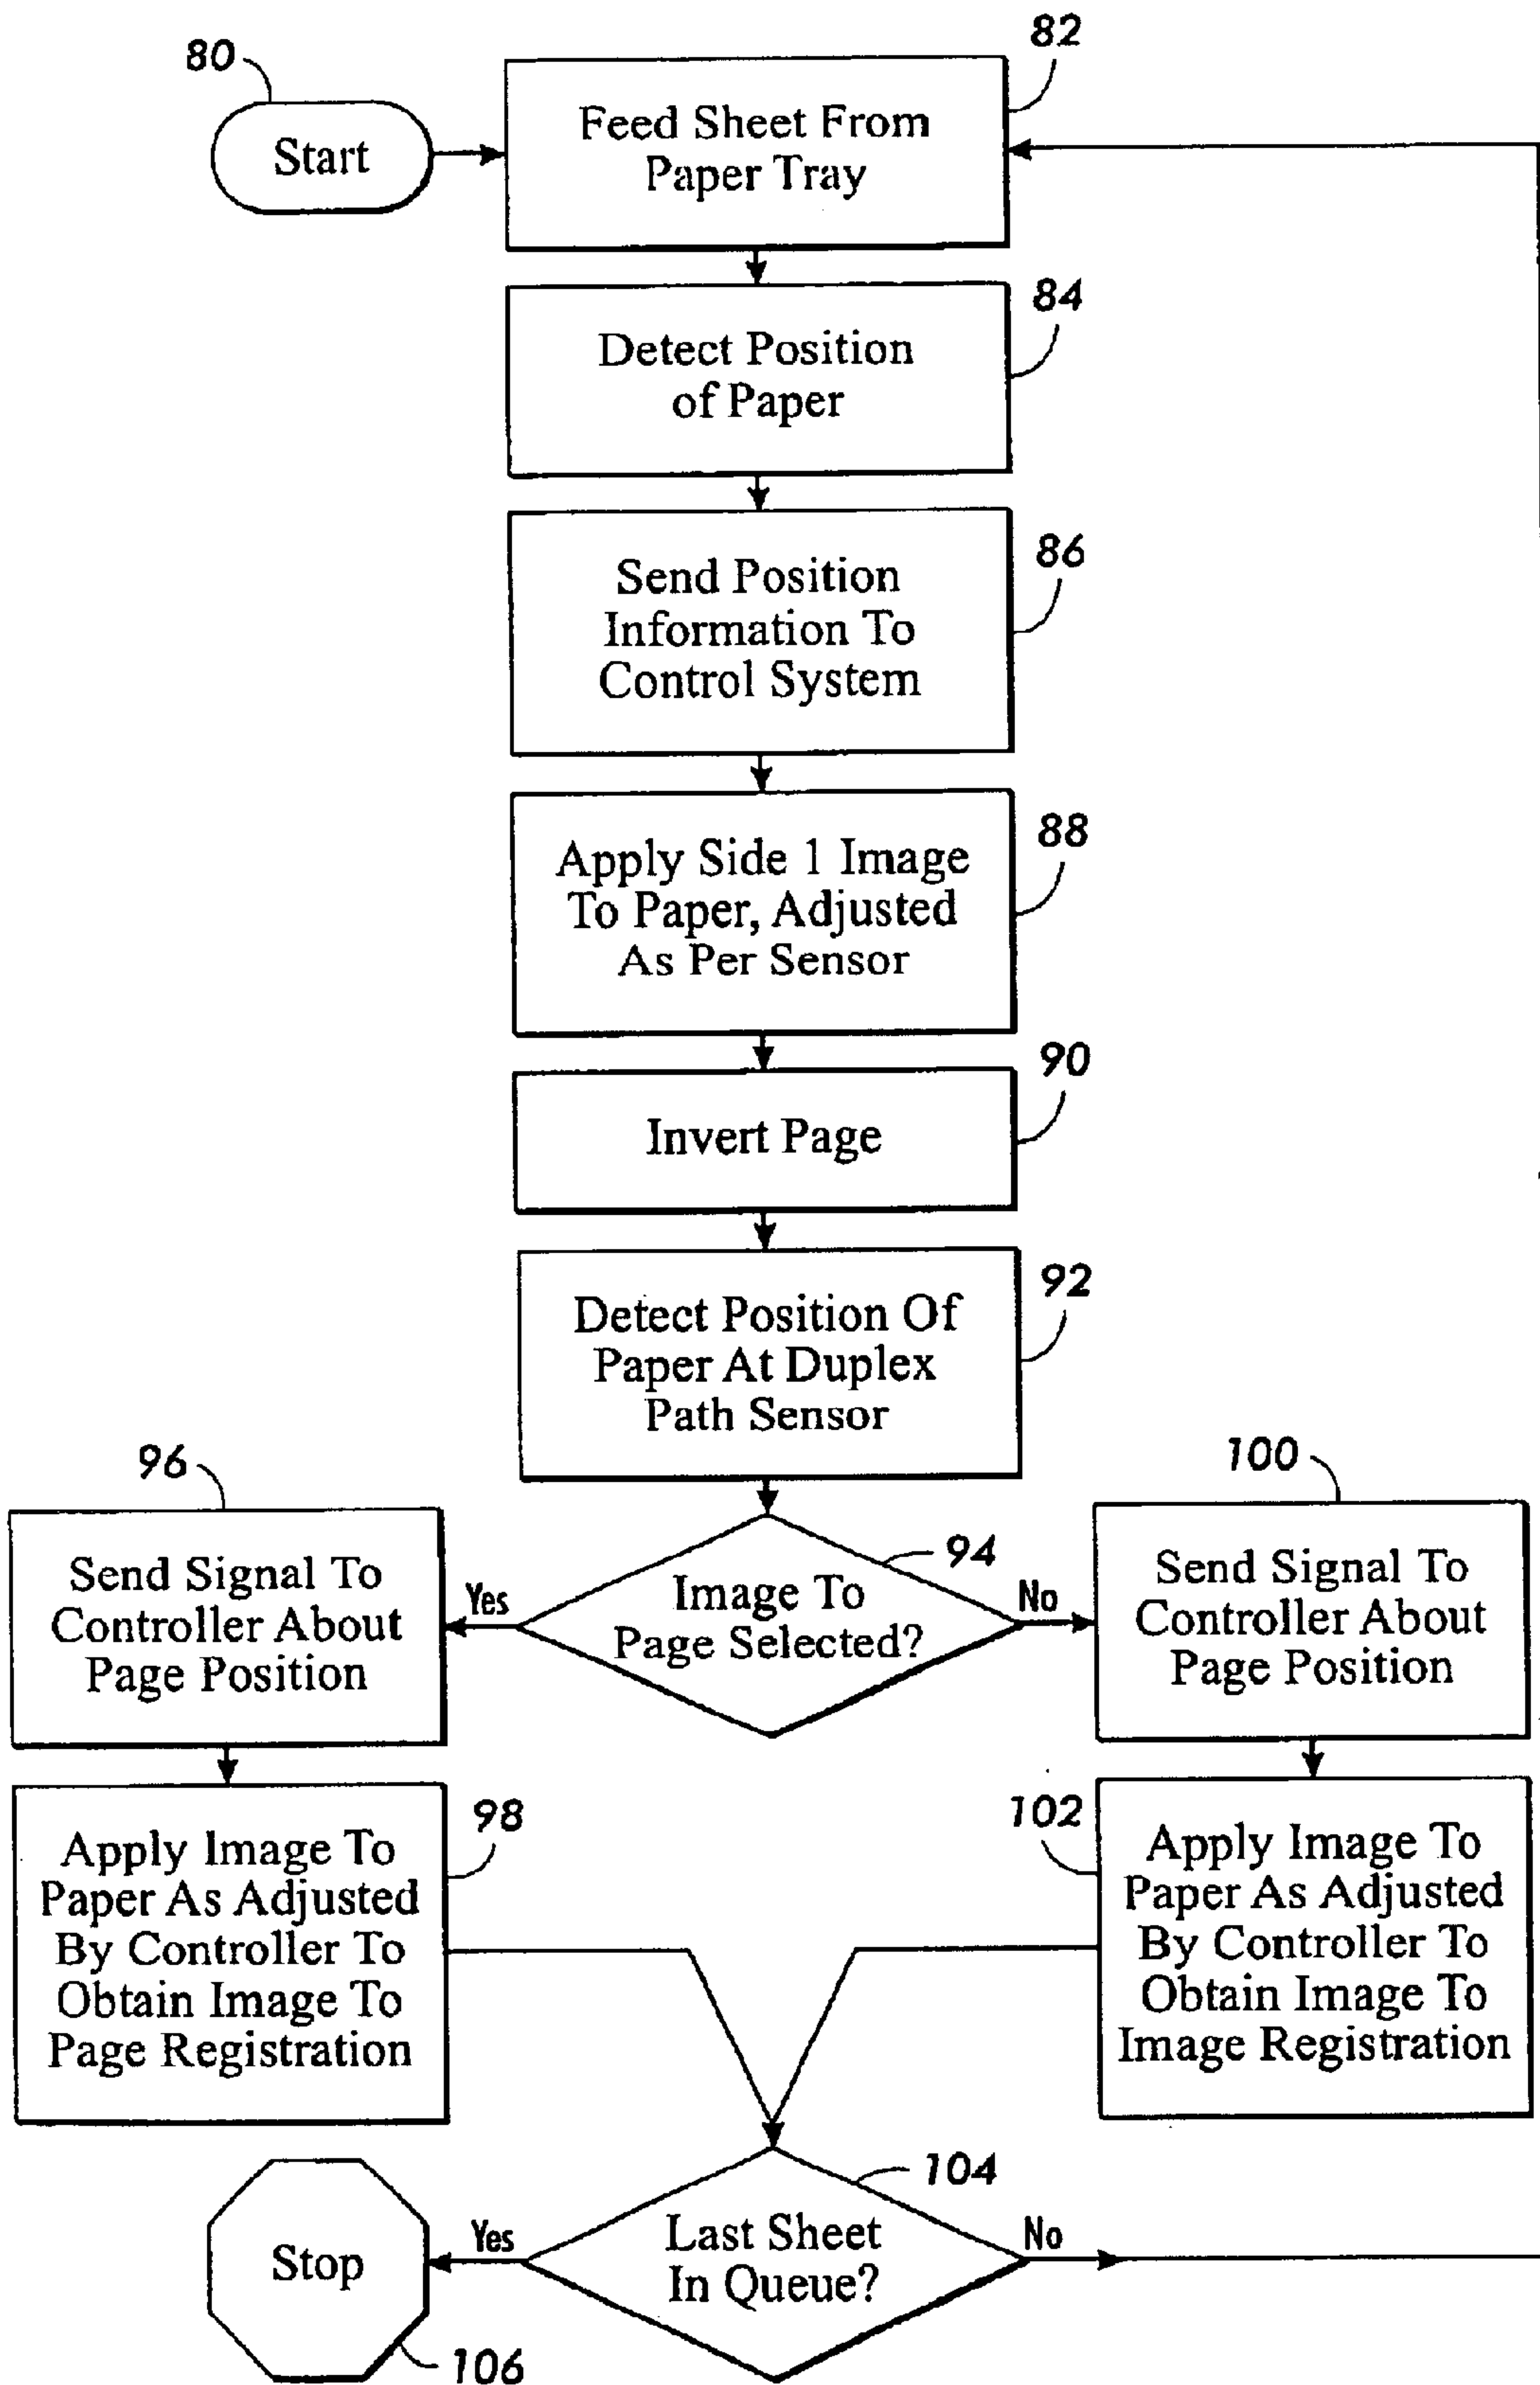 80
Start
82
Feed Sheet From
Paper Tray
84
Detect Position
of Paper
86
Send Position
Information To
Control System
88
Apply Side 1 Image
To Paper, Adjusted
As Per Sensor
90
Invert Page
92
Detect Position Of
Paper At Duplex
Path Sensor
94
Image To
Page Selected?
Yes
No
96
Send Signal To
Controller About
Page Position
100
Send Signal To
Controller About
Page Position
98
Apply Image To
Paper As Adjusted
By Controller To
Obtain Image To
Page Registration
102
Apply Image To
Paper As Adjusted
By Controller To
Obtain Image To
Image Registration
104
Last Sheet
In Queue?
Yes
No
Stop
106